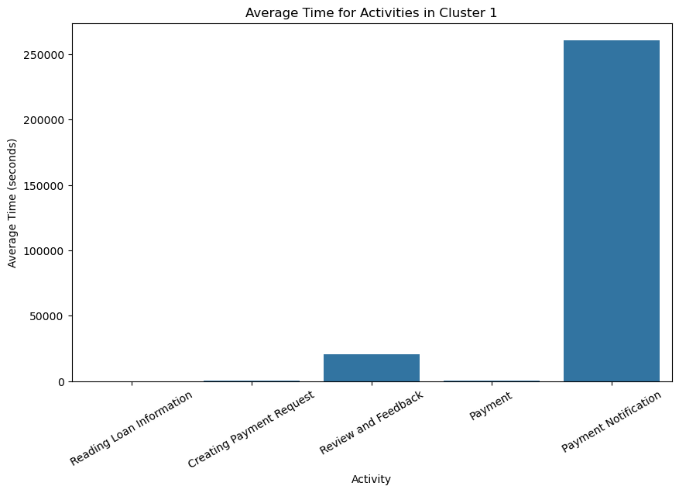 Average Time for Activities in Cluster 1
250000
200000
150000
100000
50000
0
Average Time (seconds)
Reading Loan Information
Creating Payment Request
Review and Feedback
Payment
Payment Notification
Activity